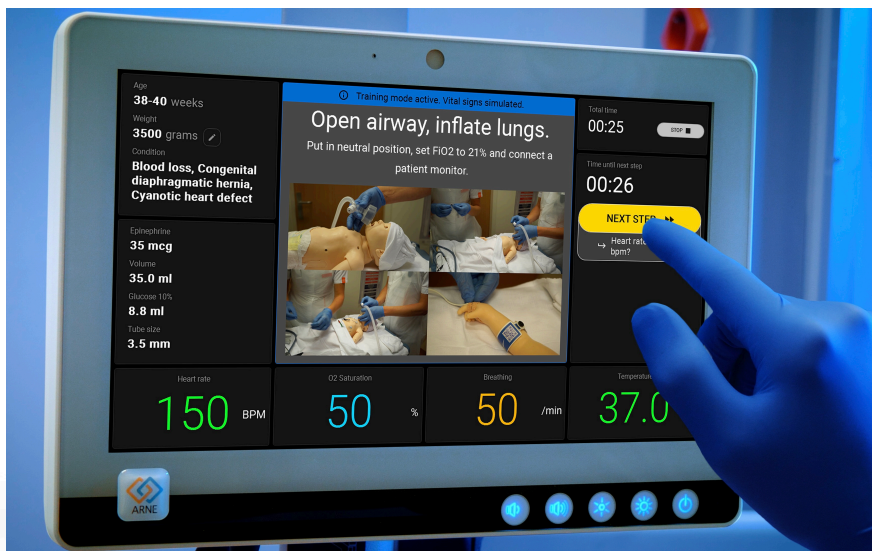 Age
38-40 weeks
Weight
3500 grams
Condition
Blood loss, Congenital
diaphragmatic hernia,
Cyanotic heart defect
Epinephrine
35 mcg
Volume
35.0 ml
Glucose 10%
8.8 ml
Tube size
3.5 mm
Training mode active. Vital signs simulated.
Open airway, inflate lungs.
Put in neutral position, set FiO2 to 21% and connect a
patient monitor.
Total time
00:25
STOP
Time until next step
00:26
NEXT STEP
Heart rate
bpm?
Heart rate
150 BPM
O2 Saturation
50 %
Breathing
50 /min
Temperature
37.0
ARNE